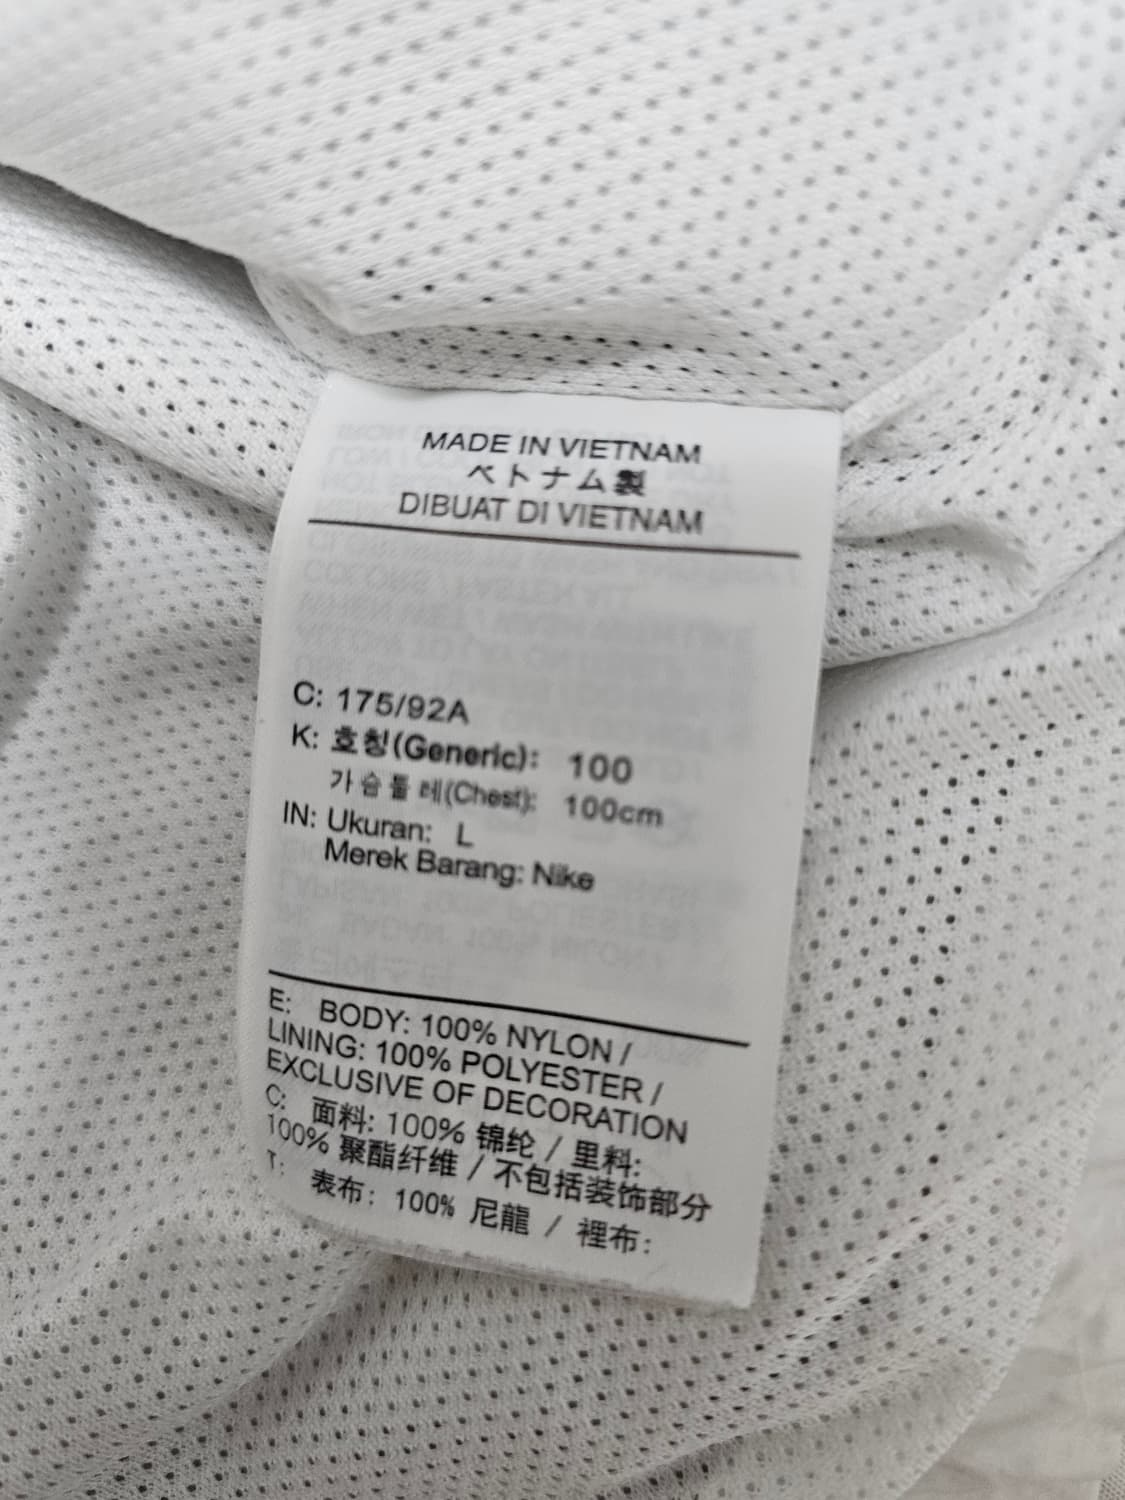 MADE IN VIETNAM
ベトナム製
DIBUAT DI VIETNAM
C: 175/92A
K: 호칭(Generic): 100
가슴둘레(Chest): 100cm
IN: Ukuran: L
Merek Barang: Nike
E: BODY: 100% NYLON /
LINING: 100% POLYESTER /
EXCLUSIVE OF DECORATION
C: 面料: 100% 锦纶 / 里料:
100% 聚酯纤维 / 不包括装饰部分
T: 表布: 100% 尼龍 / 裡布: